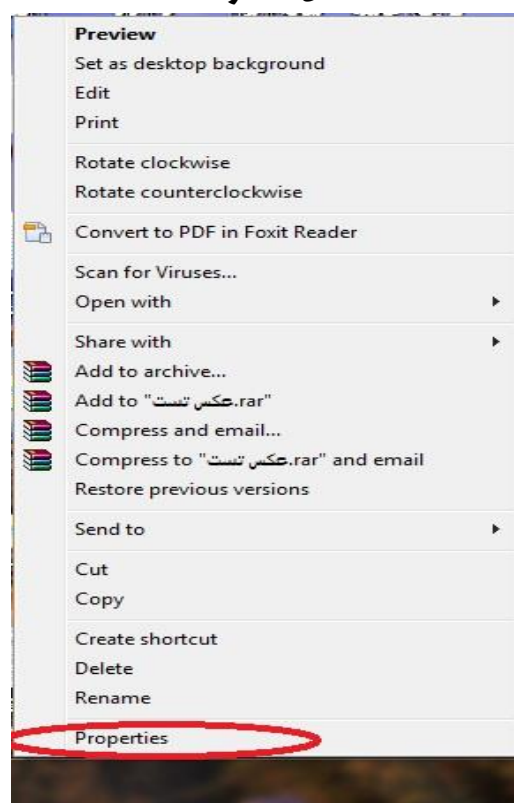 Preview
Set as desktop background
Edit
Print
Rotate clockwise
Rotate counterclockwise
Convert to PDF in Foxit Reader
Scan for Viruses...
Open with
Share with
Add to archive...
Add to "عکس تست.rar"
Compress and email...
Compress to "عکس تست.rar" and email
Restore previous versions
Send to
Cut
Copy
Create shortcut
Delete
Rename
Properties